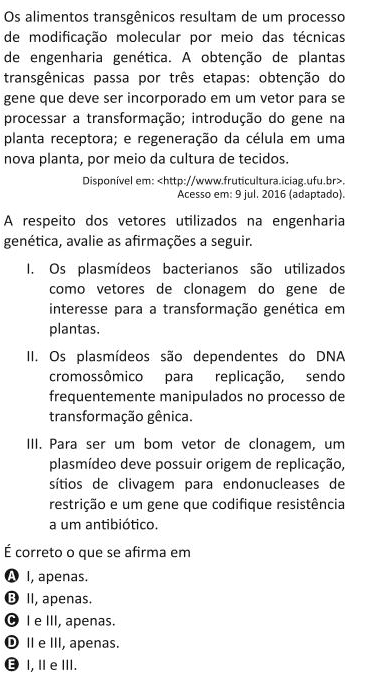 Os alimentos transgênicos resultam de um processo
de modificação molecular por meio das técnicas
de engenharia genética. A obtenção de plantas
transgênicas passa por três etapas: obtenção do
gene que deve ser incorporado em um vetor para se
processar a transformação; introdução do gene na
planta receptora; e regeneração da célula em uma
nova planta, por meio da cultura de tecidos.
Disponível em: <http://www.fruticultura.iciag.ufu.br>.
Acesso em: 9 jul. 2016 (adaptado).
A respeito dos vetores utilizados na engenharia
genética, avalie as afirmações a seguir.
I. Os plasmídeos bacterianos são utilizados
como vetores de clonagem do gene de
interesse para a transformação genética em
plantas.
II. Os plasmídeos são dependentes do DNA
cromossômico para replicação, sendo
frequentemente manipulados no processo de
transformação gênica.
III. Para ser um bom vetor de clonagem, um
plasmídeo deve possuir origem de replicação,
sítios de clivagem para endonucleases de
restrição e um gene que codifique resistência
a um antibiótico.
É correto o que se afirma em
A I, apenas.
B II, apenas.
C I e III, apenas.
D II e III, apenas.
E I, II e III.